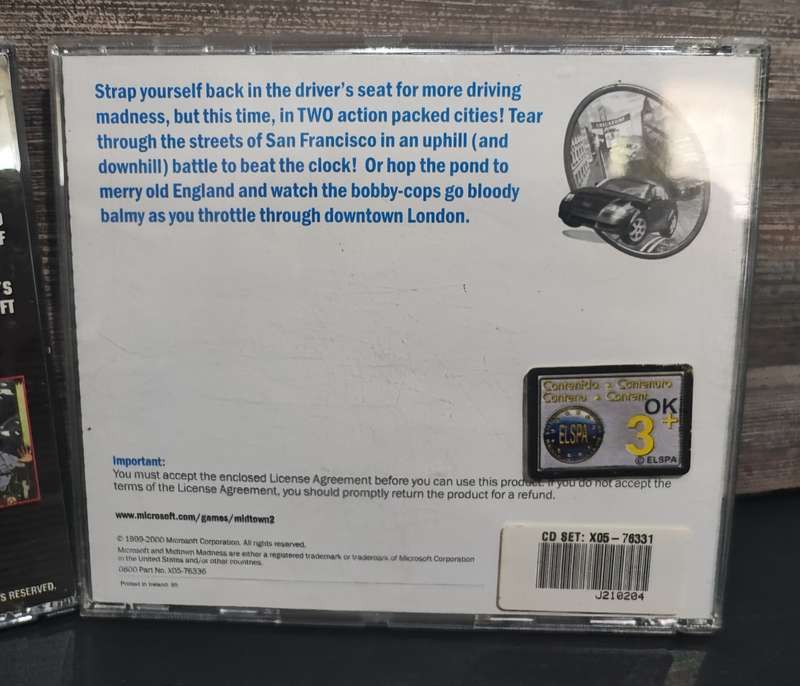 Strap yourself back in the driver's seat for more driving
madness, but this time, in TWO action packed cities! Tear
through the streets of San Francisco in an uphill (and
downhill) battle to beat the clock! Or hop the pond to
merry old England and watch the bobby-cops go bloody
balmy as you throttle through downtown London.
Contenido • Contenuto
Contenu • Content
OK
3+
ELSPA
© ELSPA
Important:
You must accept the enclosed License Agreement before you can use this product. If you do not accept the
terms of the License Agreement, you should promptly return the product for a refund.
www.microsoft.com/games/midtown2
© 1999-2000 Microsoft Corporation. All rights reserved.
Microsoft and Midtown Madness are either a registered trademark or trademarks of Microsoft Corporation
in the United States and/or other countries.
0800 Part No. X05-76336
Printed in Ireland.
CD SET: X05-76331
J210204
'S
FT
S RESERVED.